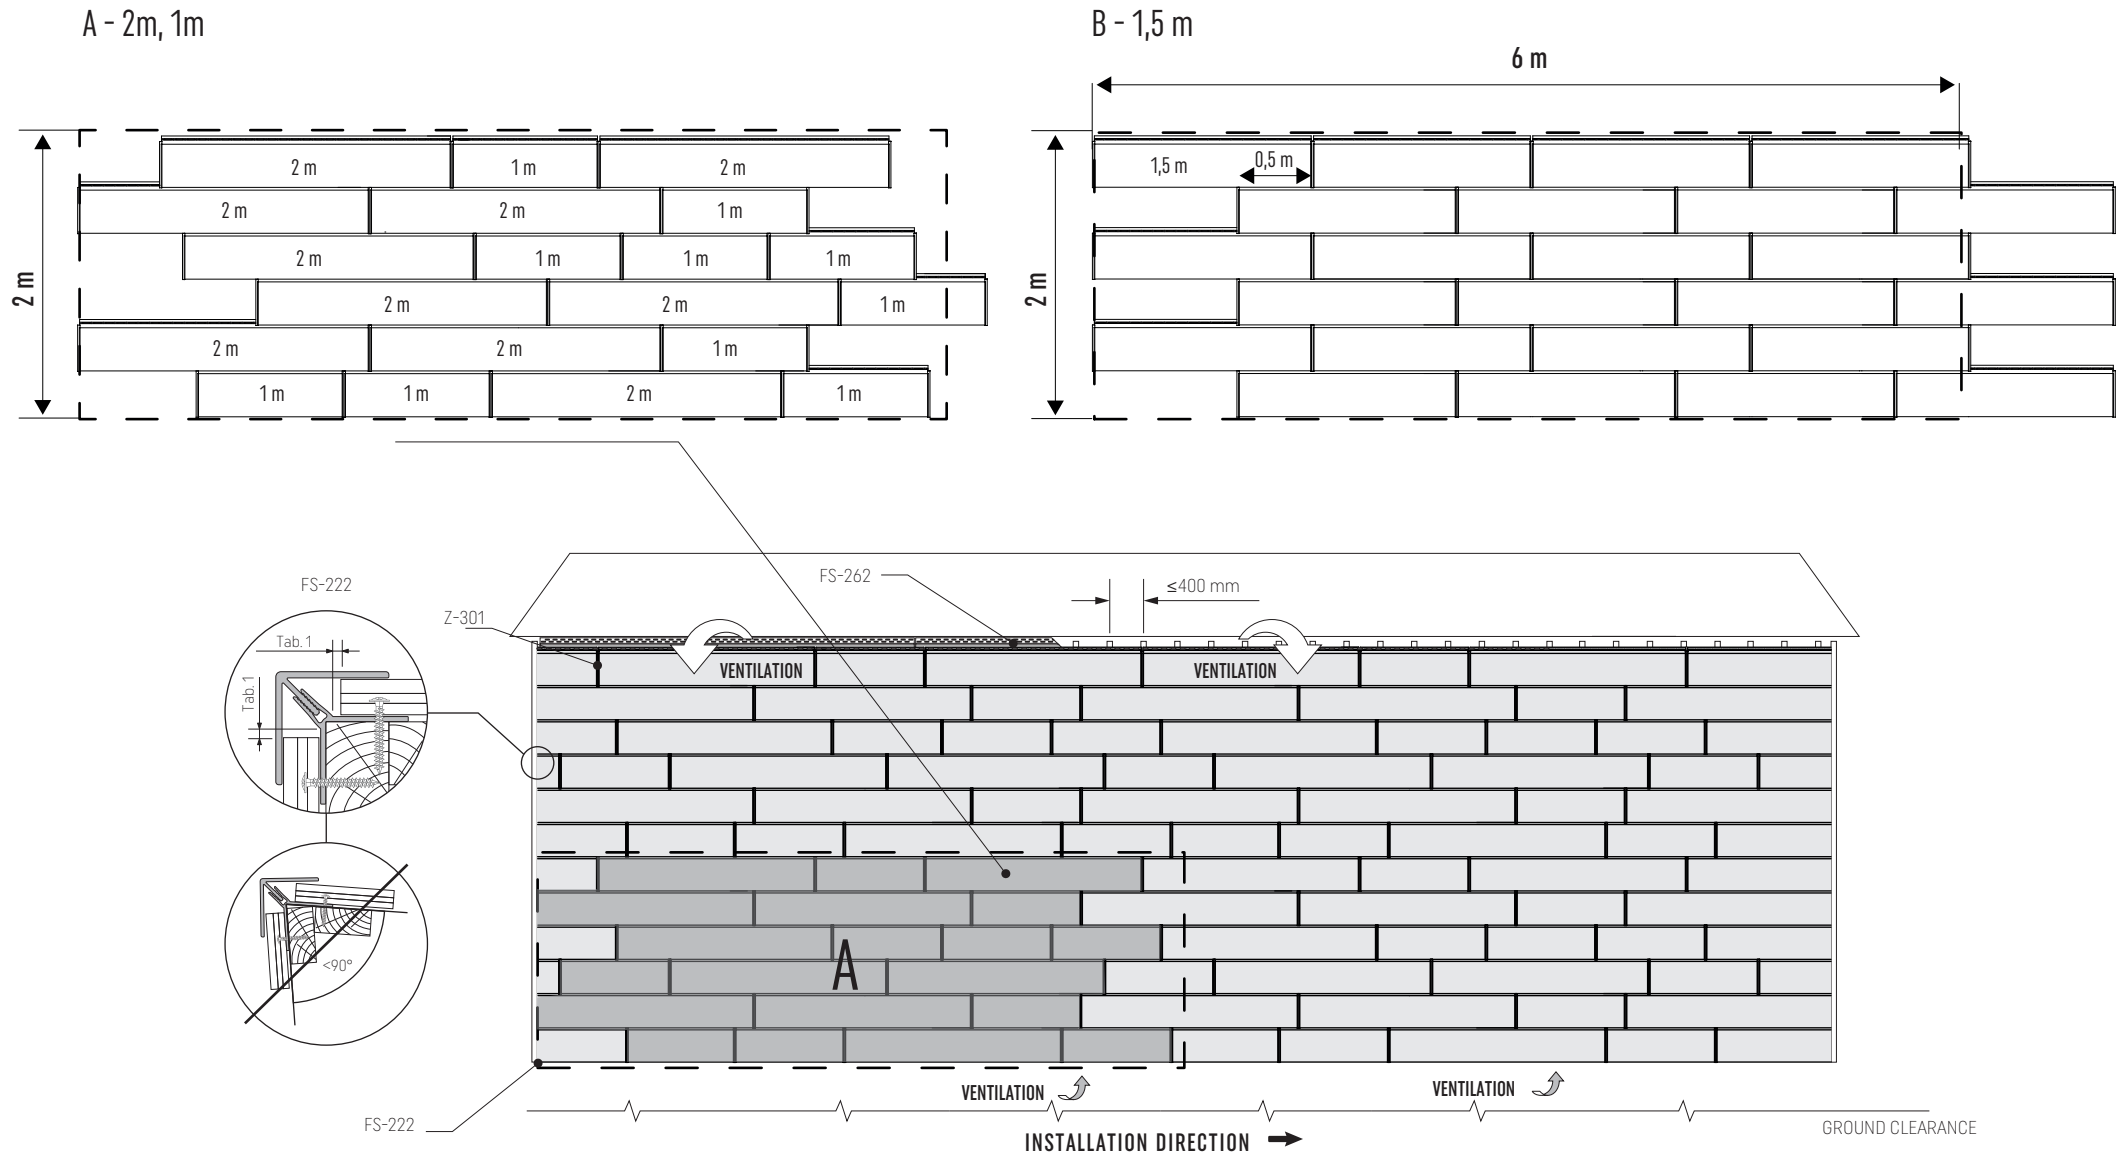 A - 2m, 1m
B - 1,5 m
6 m
2 m
2 m 1 m 2 m
2 m 2 m 1 m
2 m 1 m 1 m 1 m
2 m 2 m 1 m
2 m 2 m 1 m
1 m 1 m 2 m 1 m
2 m
1,5 m 0,5 m
FS-222
Tab. 1
Tab. 1
Z-301
FS-262
≤400 mm
VENTILATION
VENTILATION
A
<90°
FS-222
VENTILATION
VENTILATION
INSTALLATION DIRECTION
GROUND CLEARANCE